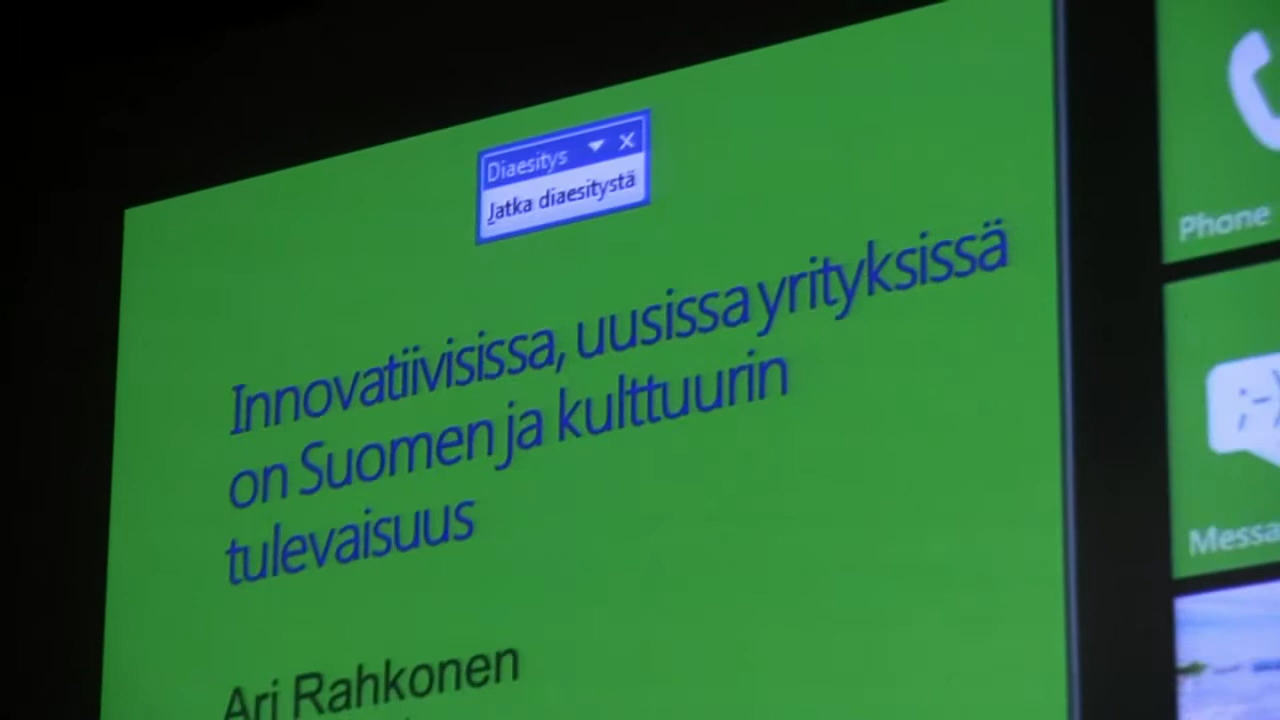 Diaesitys
Jatka diaesitystä
Innovatiivisissa, uusissa yrityksissä
on Suomen ja kulttuurin
tulevaisuus
Ari Rahkonen
Phone
;-)
Messa